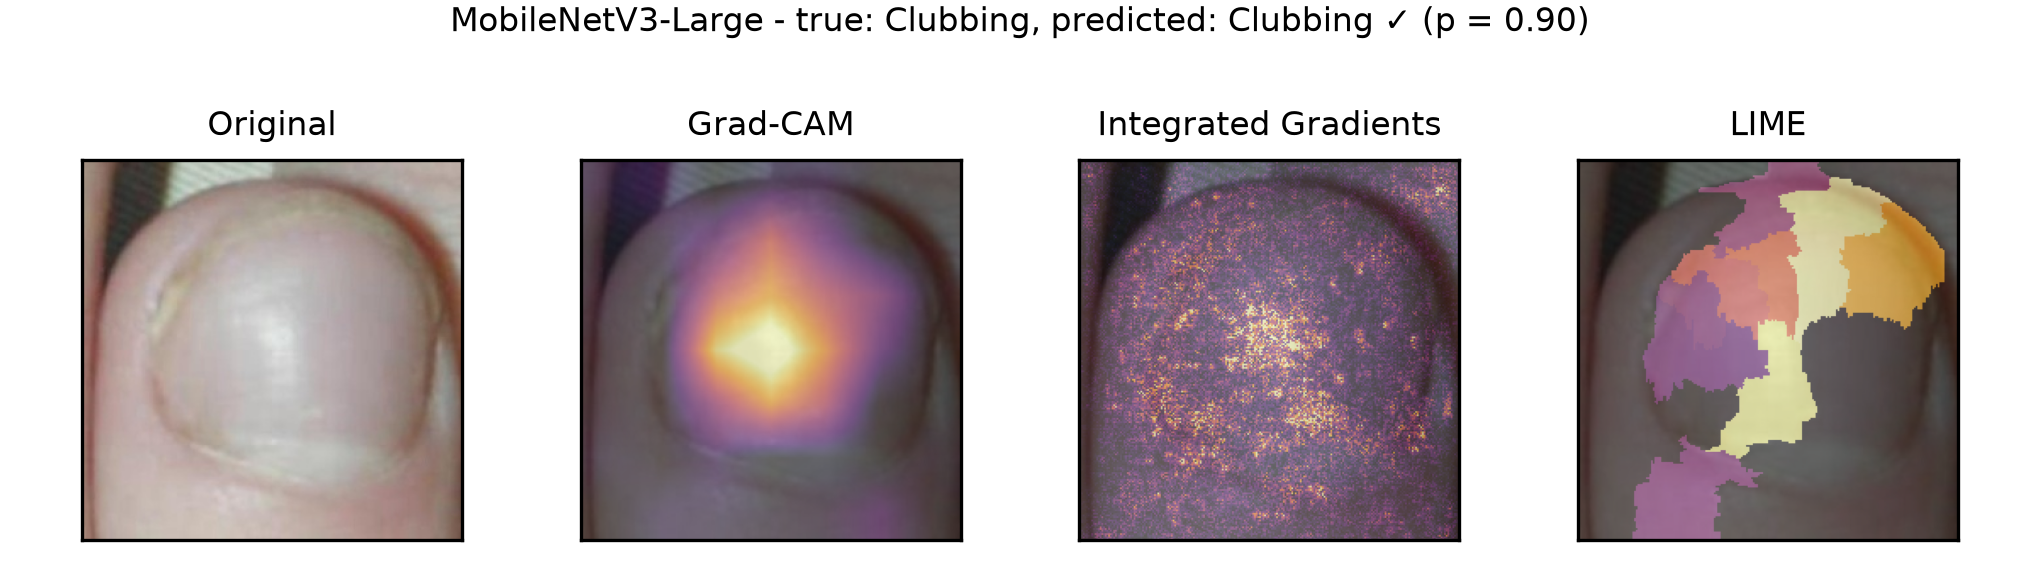 MobileNetV3-Large - true: Clubbing, predicted: Clubbing ✓ (p = 0.90)
Original
Grad-CAM
Integrated Gradients
LIME